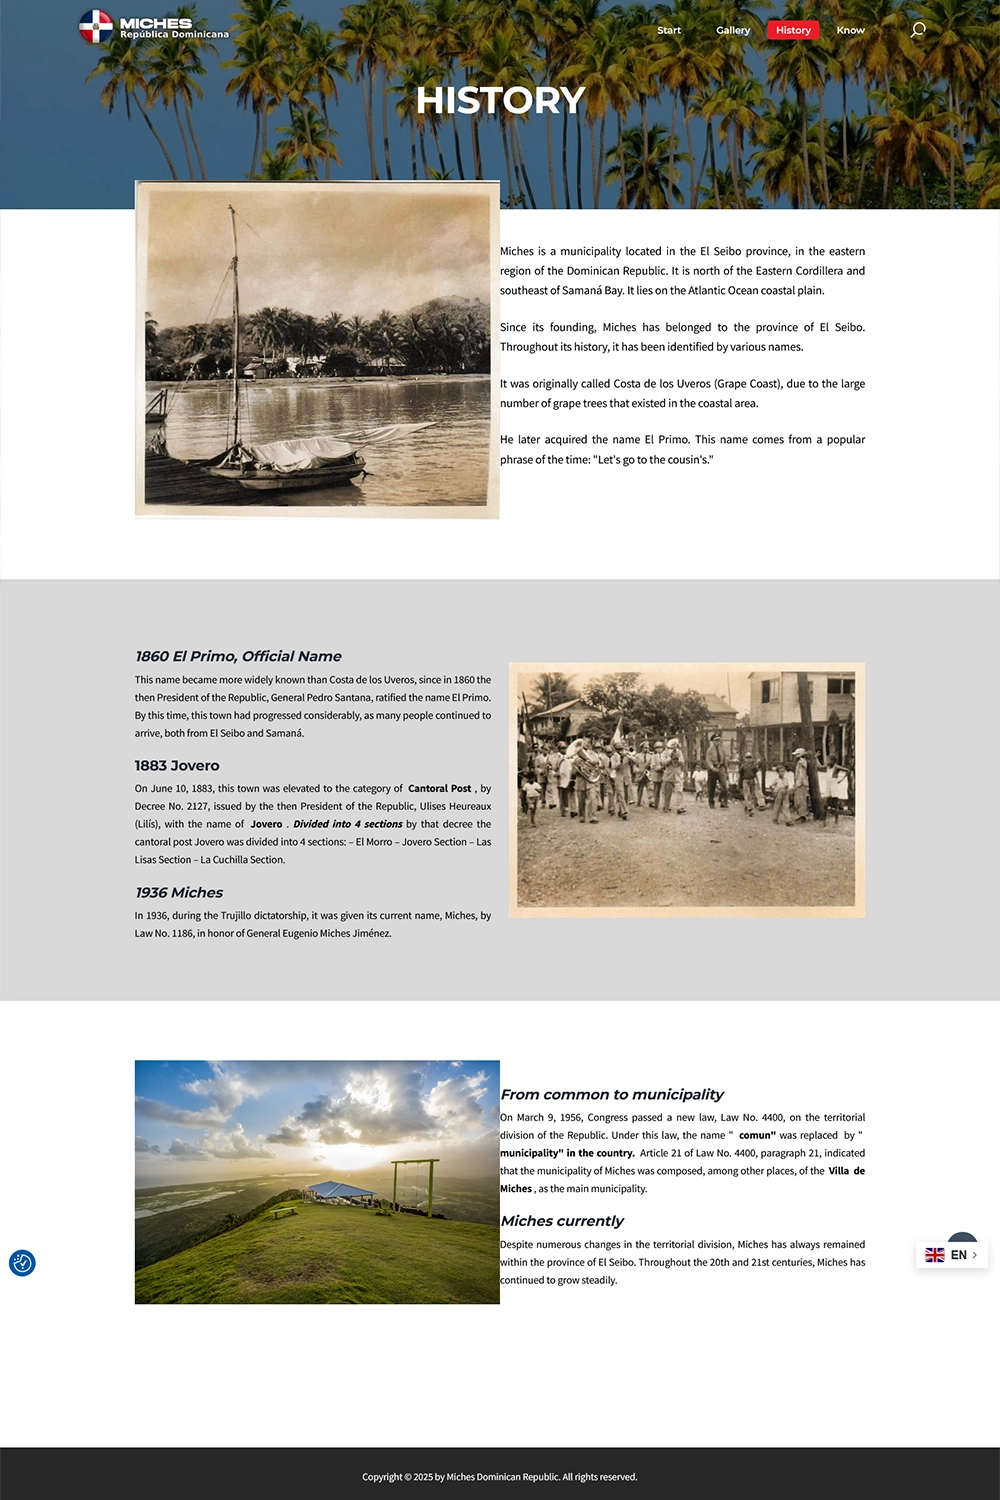 MICHES
República Dominicana
Start Gallery History Know
HISTORY
Miches is a municipality located in the El Seibo province, in the eastern
region of the Dominican Republic. It is north of the Eastern Cordillera and
southeast of Samaná Bay. It lies on the Atlantic Ocean coastal plain.
Since its founding, Miches has belonged to the province of El Seibo.
Throughout its history, it has been identified by various names.
It was originally called Costa de los Uveros (Grape Coast), due to the large
number of grape trees that existed in the coastal area.
He later acquired the name El Primo. This name comes from a popular
phrase of the time: "Let's go to the cousin's."
1860 El Primo, Official Name
This name became more widely known than Costa de los Uveros, since in 1860 the
then President of the Republic, General Pedro Santana, ratified the name El Primo.
By this time, this town had progressed considerably, as many people continued to
arrive, both from El Seibo and Samaná.
1883 Jovero
On June 10, 1883, this town was elevated to the category of Cantoral Post , by
Decree No. 2127, issued by the then President of the Republic, Ulises Heureaux
(Lilís), with the name of Jovero . Divided into 4 sections by that decree the
cantoral post Jovero was divided into 4 sections: – El Morro – Jovero Section – Las
Lisas Section – La Cuchilla Section.
1936 Miches
In 1936, during the Trujillo dictatorship, it was given its current name, Miches, by
Law No. 1186, in honor of General Eugenio Miches Jiménez.
From common to municipality
On March 9, 1956, Congress passed a new law, Law No. 4400, on the territorial
division of the Republic. Under this law, the name " comun" was replaced by "
municipality" in the country. Article 21 of Law No. 4400, paragraph 21, indicated
that the municipality of Miches was composed, among other places, of the Villa de
Miches , as the main municipality.
Miches currently
Despite numerous changes in the territorial division, Miches has always remained
within the province of El Seibo. Throughout the 20th and 21st centuries, Miches has
continued to grow steadily.
EN
Copyright © 2025 by Miches Dominican Republic. All rights reserved.